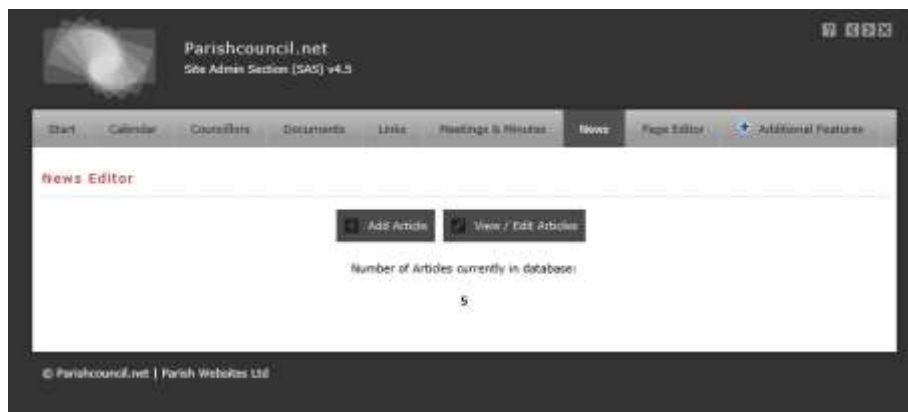 Parishcouncil.net
Site Admin Section (SAS) v4.5
Start Calendar Councillors Documents Links Meetings & Minutes News Page Editor Additional Features
News Editor
Add Article View / Edit Articles
Number of Articles currently in database:
5
© Parishcouncil.net | Parish Websites Ltd